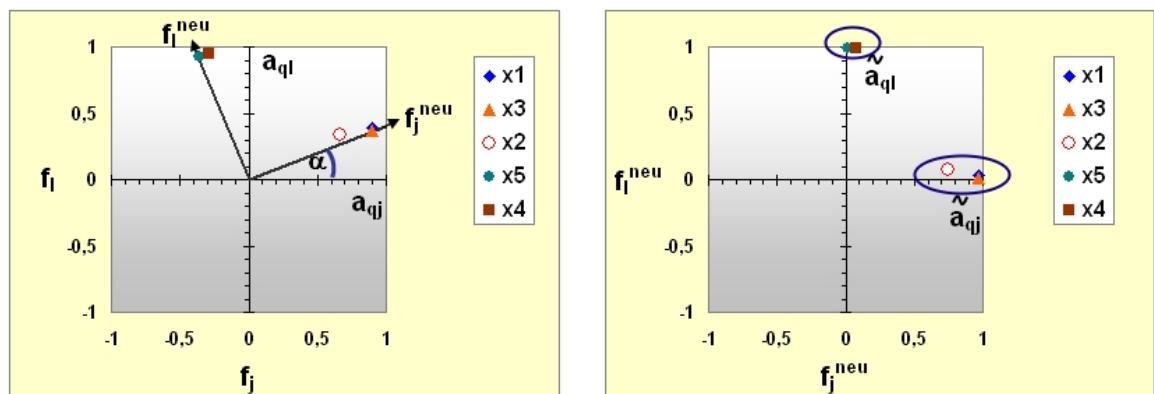 f_l^neu
1
a_ql
0,5
f_j^neu
α
f_l
0
a_qj
-0,5
-1
-1 -0,5 0 0,5 1
f_j
x1
x3
x2
x5
x4
1
ã_ql
0,5
f_l^neu
0
ã_qj
-0,5
-1
-1 -0,5 0 0,5 1
f_j^neu
x1
x3
x2
x5
x4